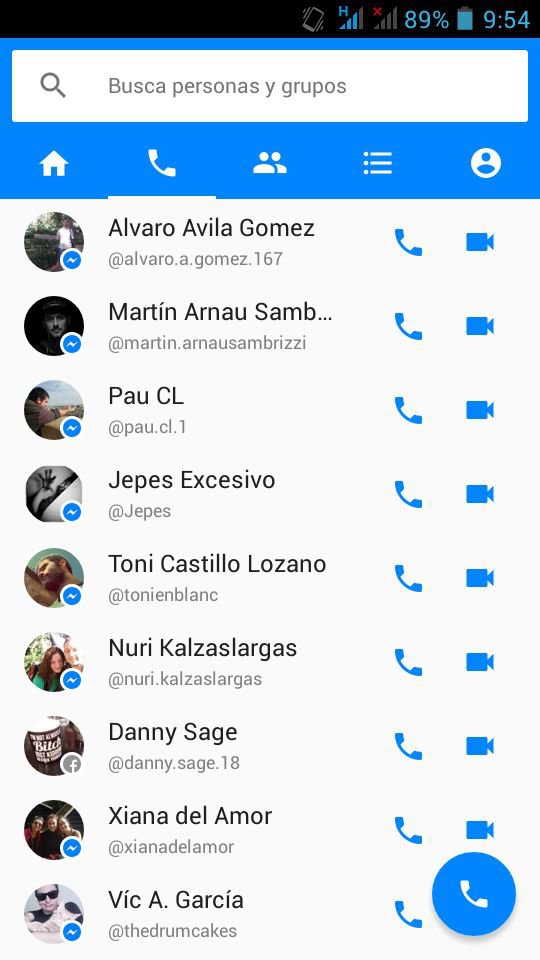 H
89%
9:54
Busca personas y grupos
Alvaro Avila Gomez
@alvaro.a.gomez.167
Martín Arnau Samb...
@martin.arnausambrizzi
Pau CL
@pau.cl.1
Jepes Excesivo
@Jepes
Toni Castillo Lozano
@tonienblanc
Nuri Kalzaslargas
@nuri.kalzaslargas
Danny Sage
@danny.sage.18
Bitch
Xiana del Amor
@xianadelamor
Víc A. García
@thedrumcakes